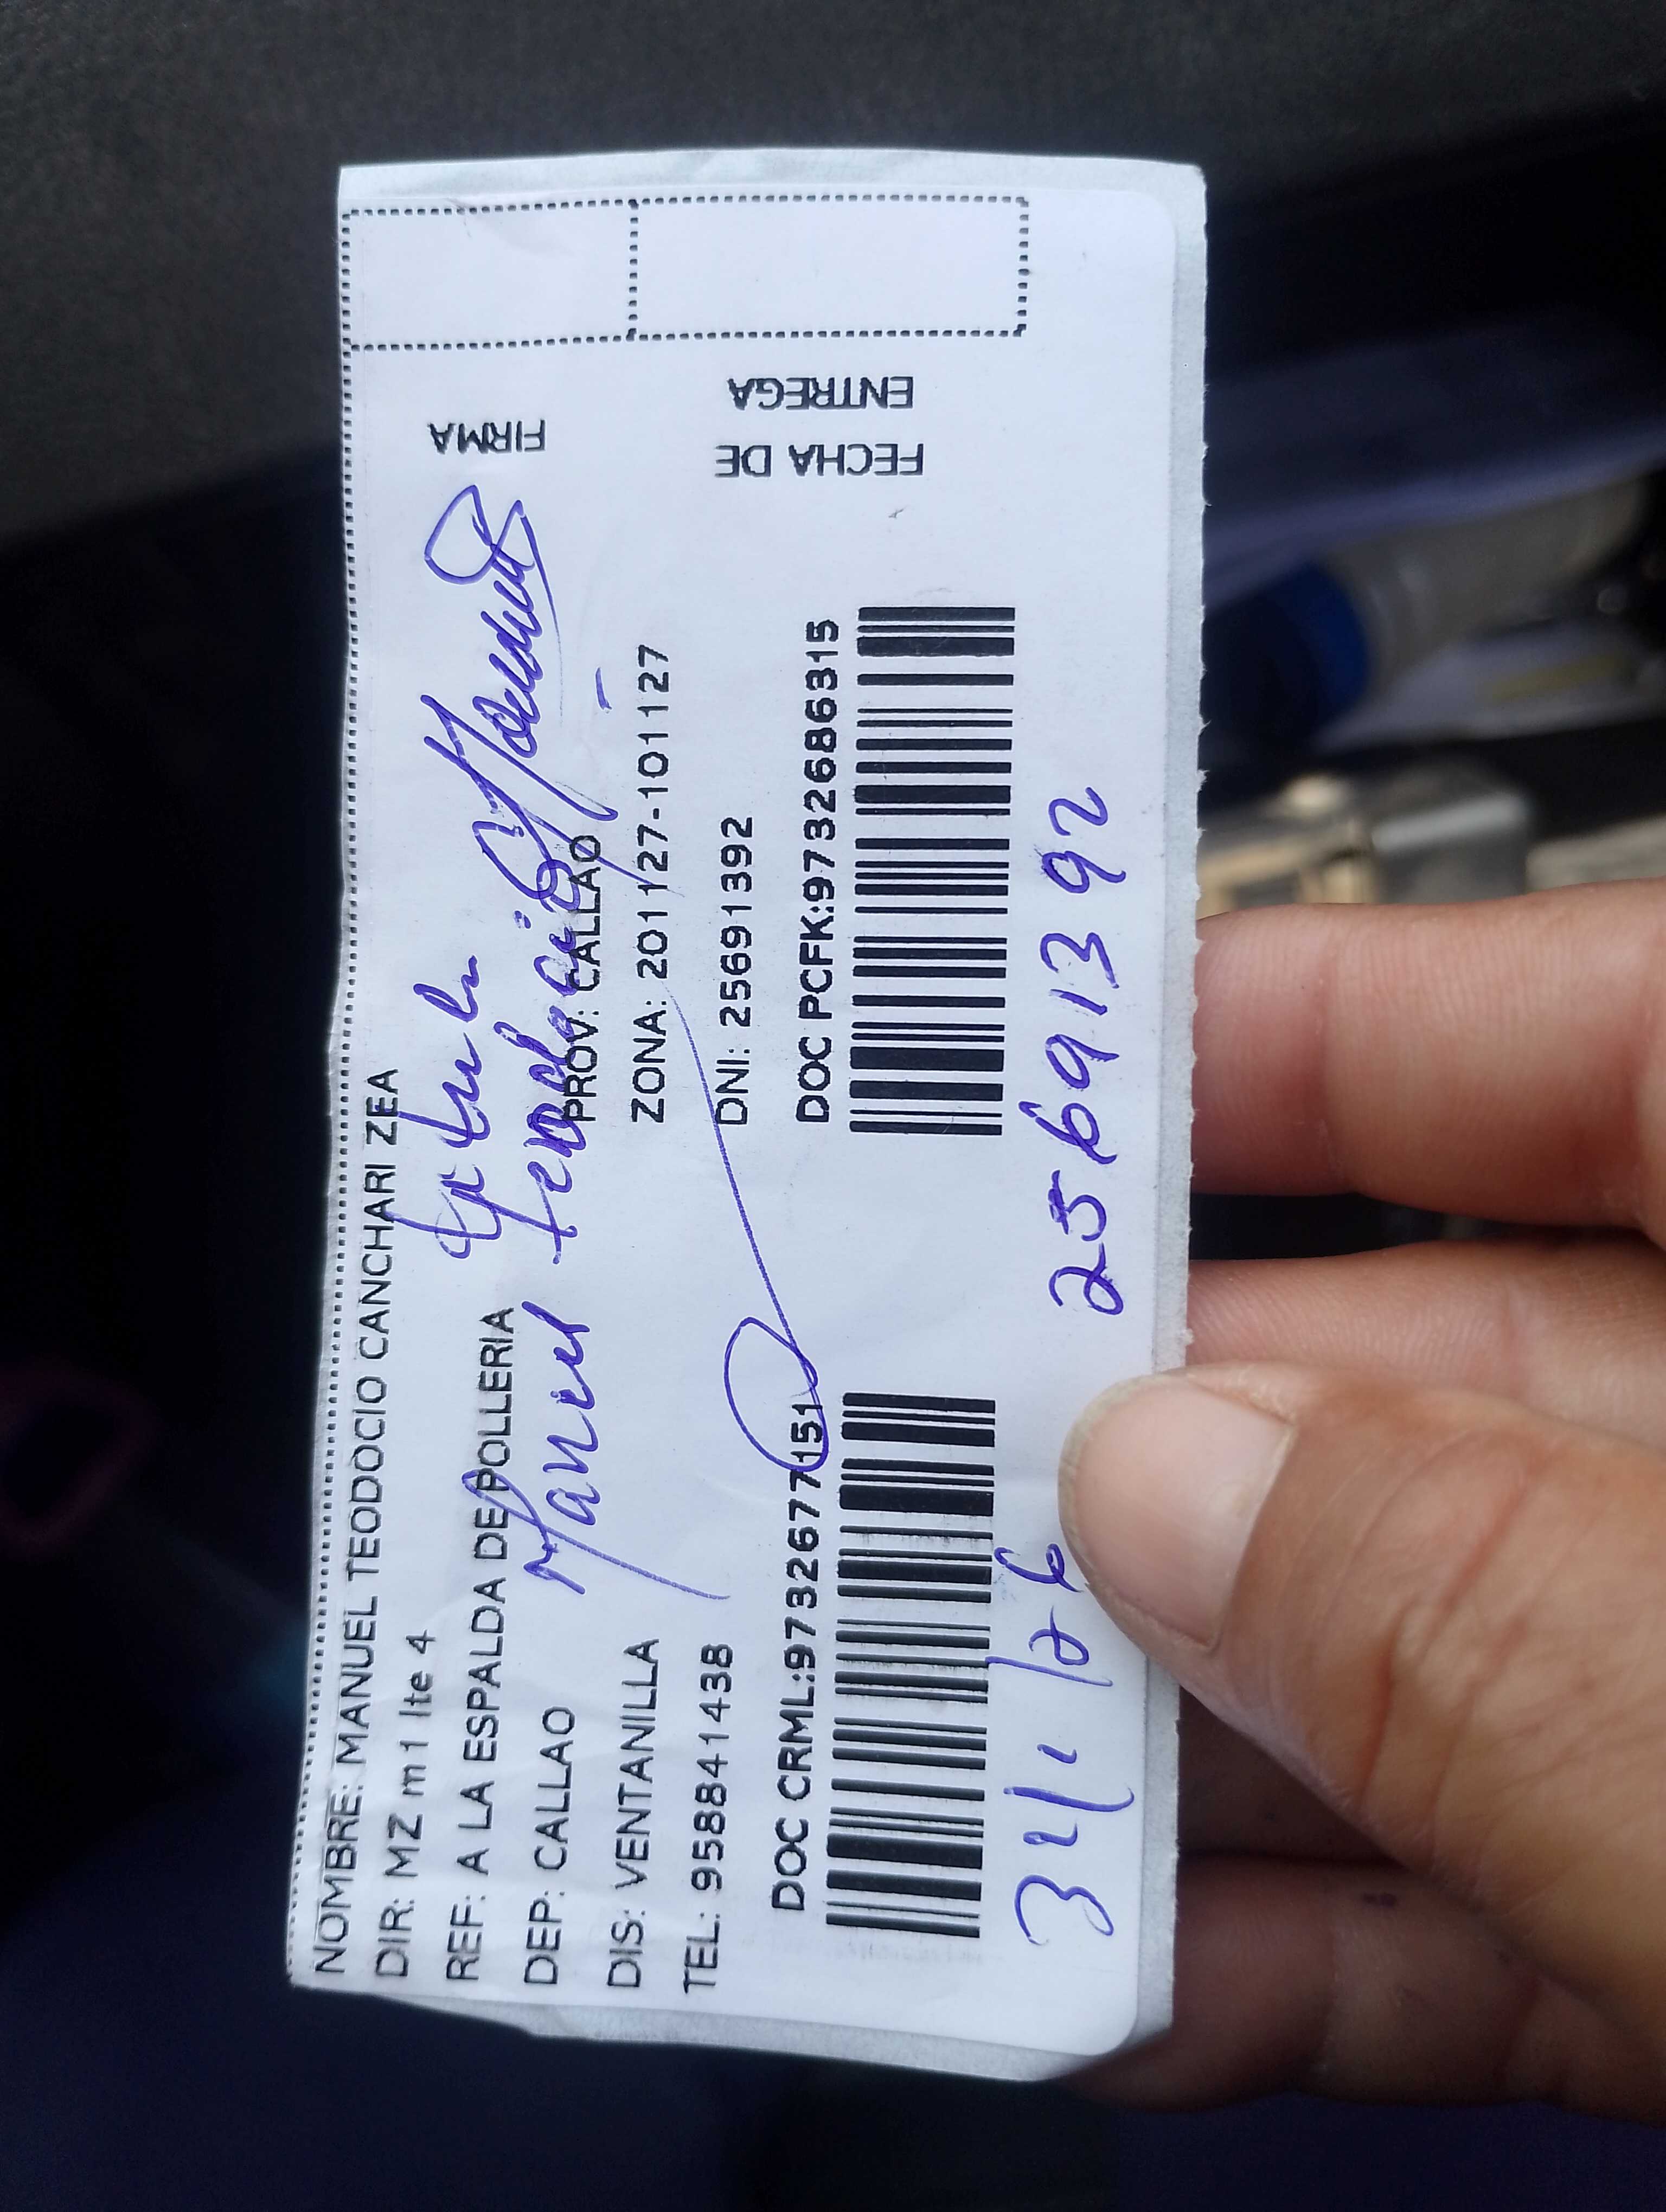 NOMBRE: MANUEL TEODOCIO CANCHARI ZEA
DIR: MZ m1 lte 4
REF: A LA ESPALDA DE POLLERIA
DEP: CALLAO
PROV: CALLAO
DIS: VENTANILLA
ZONA: 201127-101127
TEL: 958841438
DNI: 25691392
DOC CRML:9732677151
DOC PCFK:9732686315
FIRMA
FECHA DE
ENTREGA
titular
Manuel teodocio
25691392